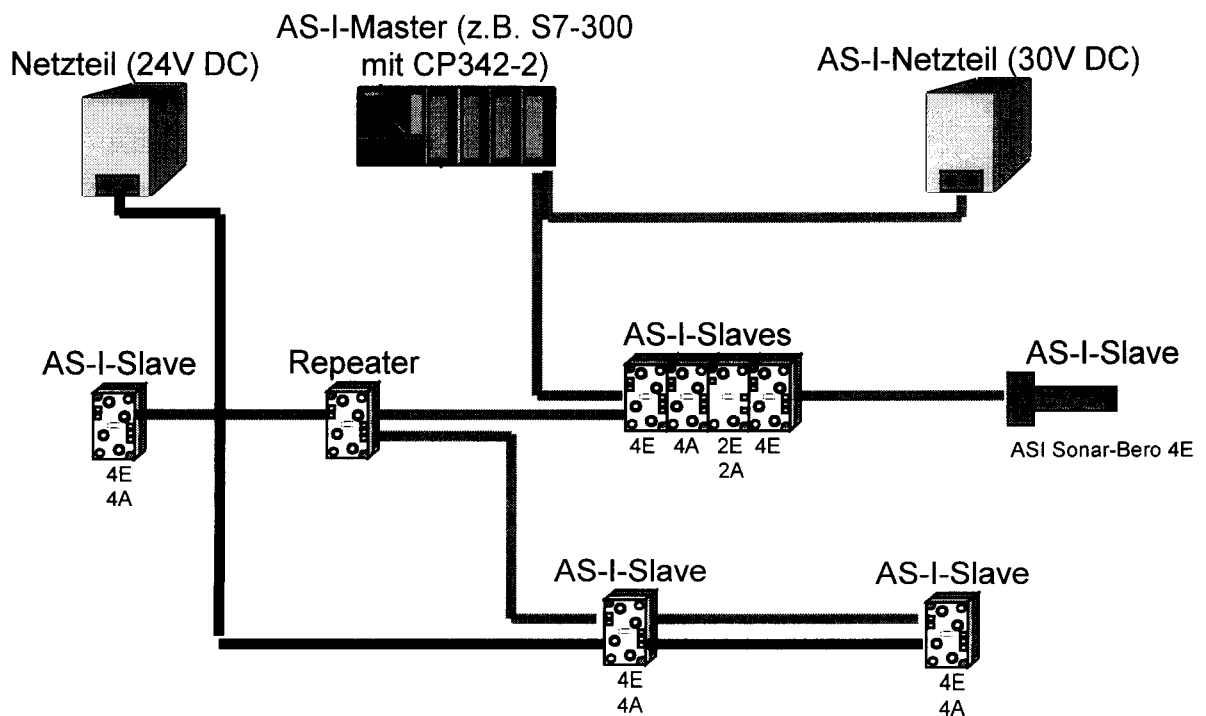 AS-I-Master (z.B. S7-300
mit CP342-2)
Netzteil (24V DC)
AS-I-Netzteil (30V DC)
AS-I-Slave
Repeater
AS-I-Slaves
AS-I-Slave
4E
4A
4E
4A
2E
2A
4E
ASI Sonar-Bero 4E
AS-I-Slave
AS-I-Slave
4E
4A
4E
4A